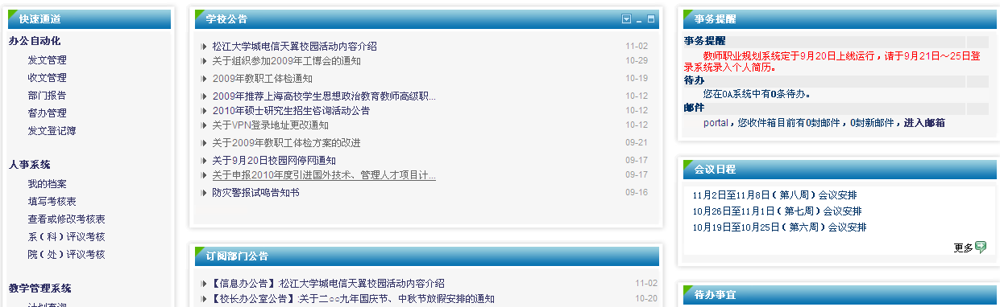 快速通道
办公自动化
发文管理
收文管理
部门报告
督办管理
发文登记簿
人事系统
我的档案
填写考核表
查看或修改考核表
系（科）评议考核
院（处）评议考核
教学管理系统
计划查询
学校公告
松江大学城电信天翼校园活动内容介绍 11-02
关于组织参加2009年工博会的通知 10-29
2009年教职工体检通知 10-19
2009年推荐上海高校学生思想政治教育教师高级职... 10-12
2010年硕士研究生招生咨询活动公告 10-12
关于VPN登录地址更改通知 10-12
关于2009年教职工体检方案的改进 09-21
关于9月20日校园网停网通知 09-17
关于申报2010年度引进国外技术、管理人才项目计... 09-17
防灾警报试鸣告知书 09-16
订阅部门公告
【信息办公告】:松江大学城电信天翼校园活动内容介绍 11-02
【校长办公室公告】:关于二○○九年国庆节、中秋节放假安排的通知 10-20
事务提醒
事务提醒
教师职业规划系统定于9月20日上线运行，请于9月21日～25日登
录系统录入个人简历。
待办
您在OA系统中有0条待办。
邮件
portal，您收件箱目前有0封邮件，0封新邮件，进入邮箱
会议日程
11月2日至11月8日（第八周）会议安排
10月26日至11月1日（第七周）会议安排
10月19日至10月25日（第六周）会议安排
更多
待办事宜